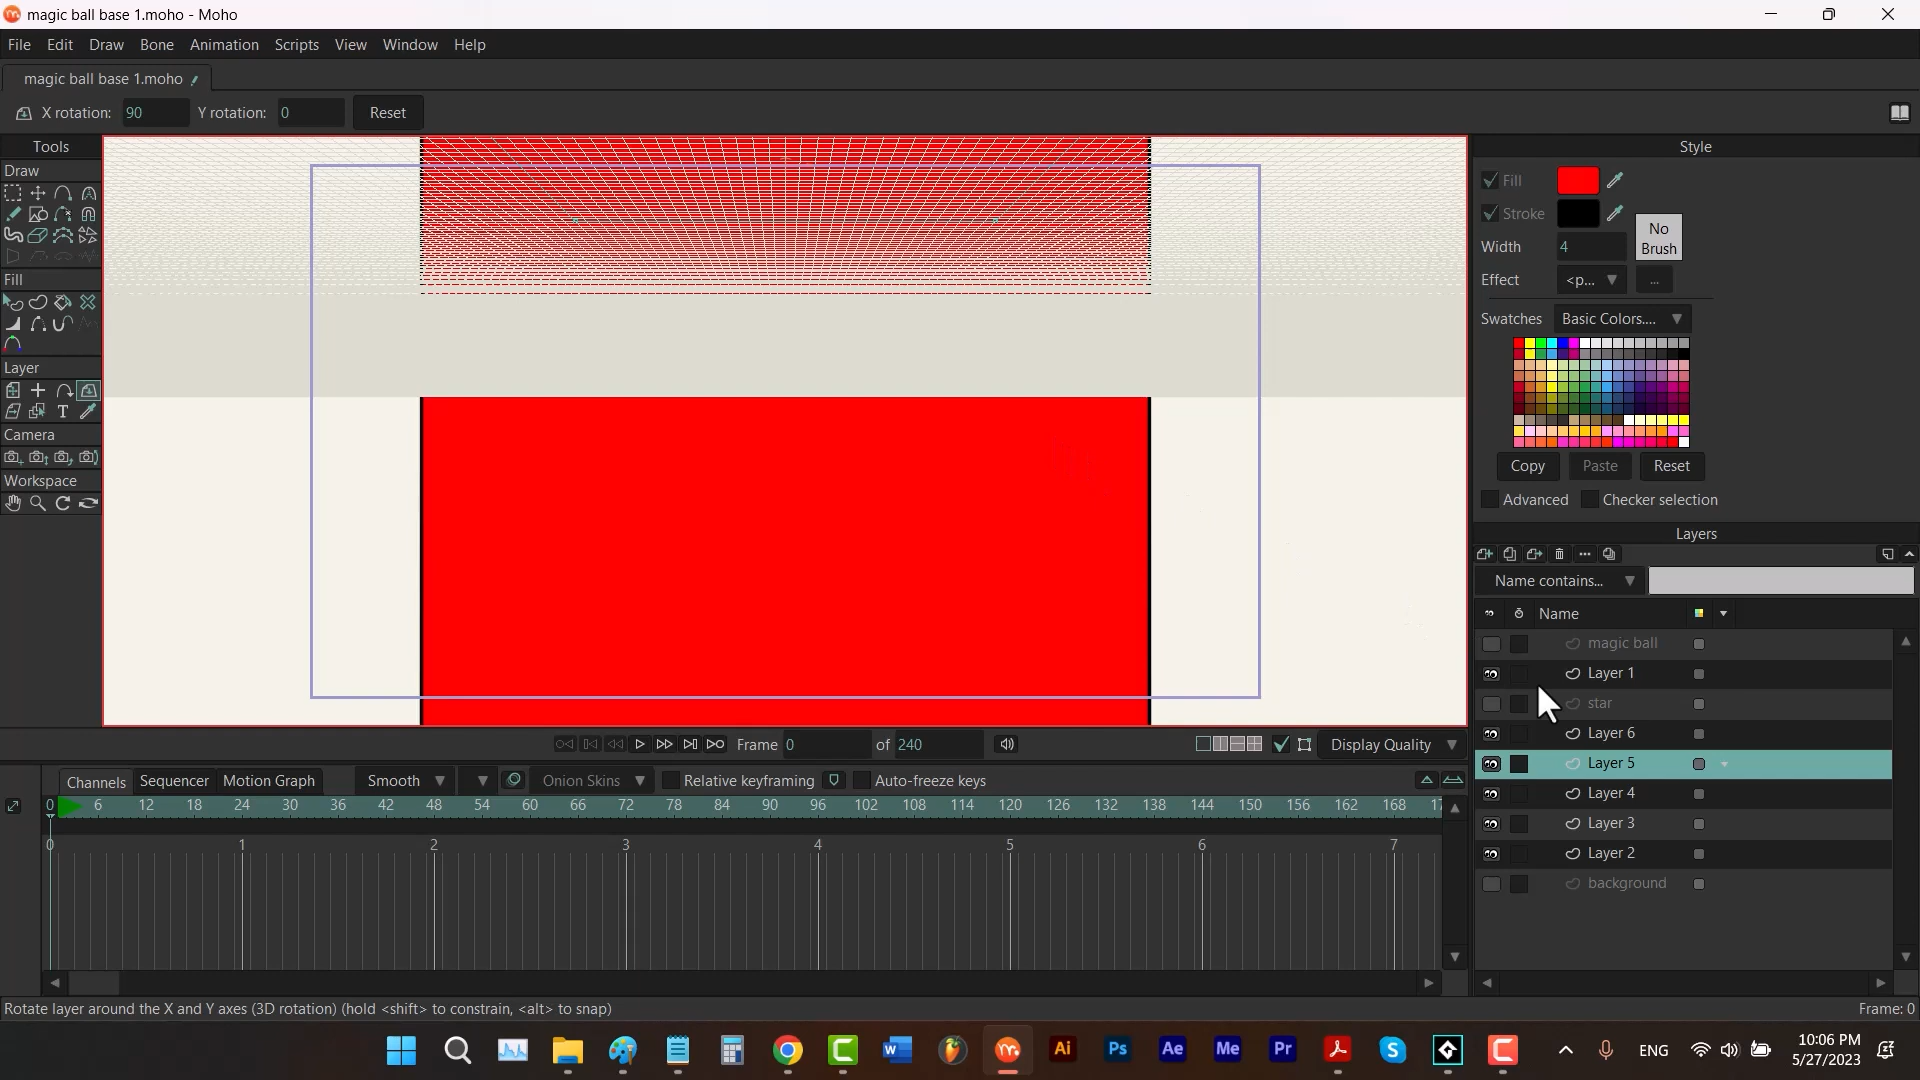 magic ball base 1.moho - Moho
File Edit Draw Bone Animation Scripts View Window Help
magic ball base 1.moho
X rotation: 90 Y rotation: 0 Reset
Tools
Draw
Fill
Layer
Camera
Workspace
Style
Fill
Stroke
No Brush
Width 4
Effect <p... ...
Swatches Basic Colors....
Copy Paste Reset
Advanced Checker selection
Layers
Name contains...
Name
magic ball
Layer 1
star
Layer 6
Layer 5
Layer 4
Layer 3
Layer 2
background
Frame 0 of 240 Display Quality
Channels Sequencer Motion Graph Smooth Onion Skins Relative keyframing Auto-freeze keys
0 6 12 18 24 30 36 42 48 54 60 66 72 78 84 90 96 102 108 114 120 126 132 138 144 150 156 162 168 17
0 1 2 3 4 5 6 7
Rotate layer around the X and Y axes (3D rotation) (hold <shift> to constrain, <alt> to snap) Frame: 0
Ai Ps Ae Me Pr
ENG
10:06 PM
5/27/2023